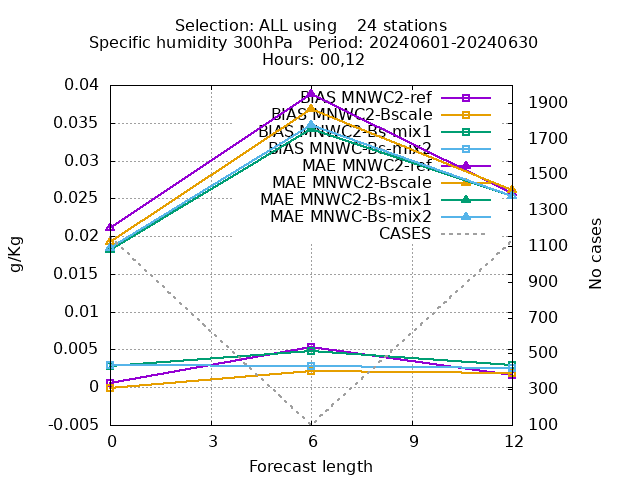 Selection: ALL using    24 stations
Specific humidity 300hPa   Period: 20240601-20240630
Hours: 00,12
0.04
0.035
0.03
0.025
0.02
0.015
0.01
0.005
0
-0.005
g/Kg
BIAS MNWC2-ref
BIAS MNWC2-Bscale
BIAS MNWC2-Bs-mix1
BIAS MNWC-Bs-mix2
MAE MNWC2-ref
MAE MNWC2-Bscale
MAE MNWC2-Bs-mix1
MAE MNWC-Bs-mix2
CASES
1900
1700
1500
1300
1100
900
700
500
300
100
No cases
0 3 6 9 12
Forecast length